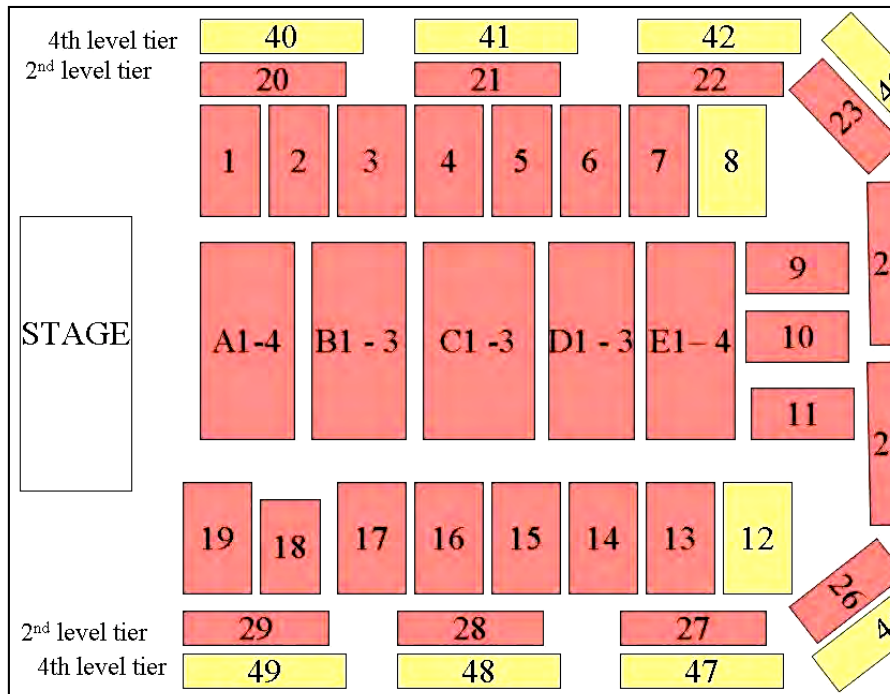 4th level tier 40 41 42
2nd level tier 20 21 22 23
1 2 3 4 5 6 7 8
STAGE
A1-4 B1 - 3 C1 -3 D1 - 3 E1– 4
9
10
11
19 18 17 16 15 14 13 12
26
2nd level tier 29 28 27
4th level tier 49 48 47